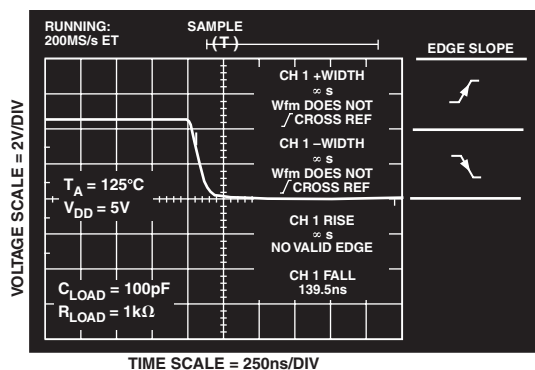 RUNNING:
200MS/s ET
SAMPLE
(T)
EDGE SLOPE
CH 1 +WIDTH
∞ s
Wfm DOES NOT
CROSS REF
CH 1 –WIDTH
∞ s
Wfm DOES NOT
CROSS REF
TA = 125°C
VDD = 5V
CH 1 RISE
∞ s
NO VALID EDGE
CH 1 FALL
139.5ns
CLOAD = 100pF
RLOAD = 1kΩ
VOLTAGE SCALE = 2V/DIV
TIME SCALE = 250ns/DIV